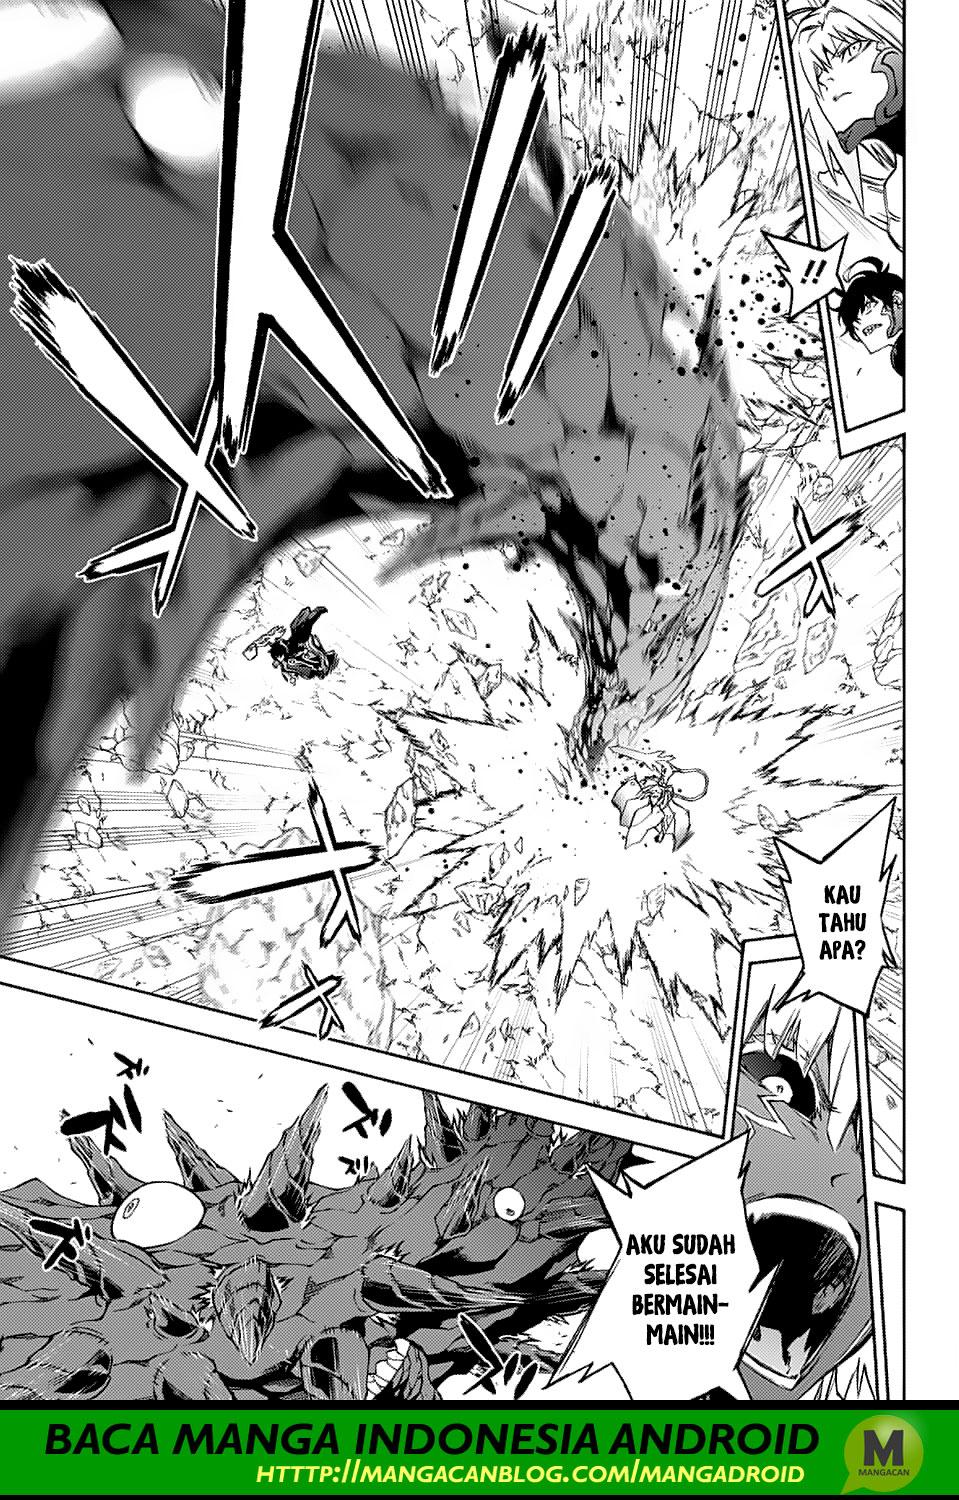 !!
KAU
TAHU
APA?
AKU SUDAH
SELESAI
BERMAIN-
MAIN!!!
BACA MANGA INDONESIA ANDROID
HTTTP://MANGACANBLOG.COM/MANGADROID
M
MANGACAN